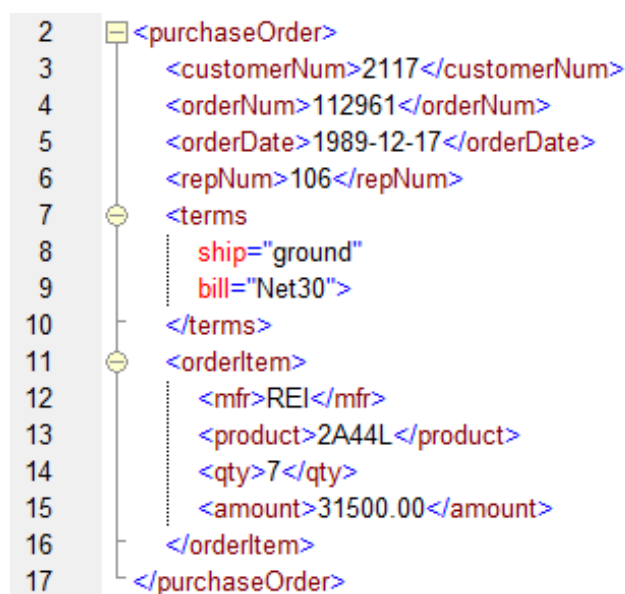 2 <purchaseOrder>
3 <customerNum>2117</customerNum>
4 <orderNum>112961</orderNum>
5 <orderDate>1989-12-17</orderDate>
6 <repNum>106</repNum>
7 <terms
8 ship="ground"
9 bill="Net30">
10 </terms>
11 <orderItem>
12 <mfr>REI</mfr>
13 <product>2A44L</product>
14 <qty>7</qty>
15 <amount>31500.00</amount>
16 </orderItem>
17 </purchaseOrder>